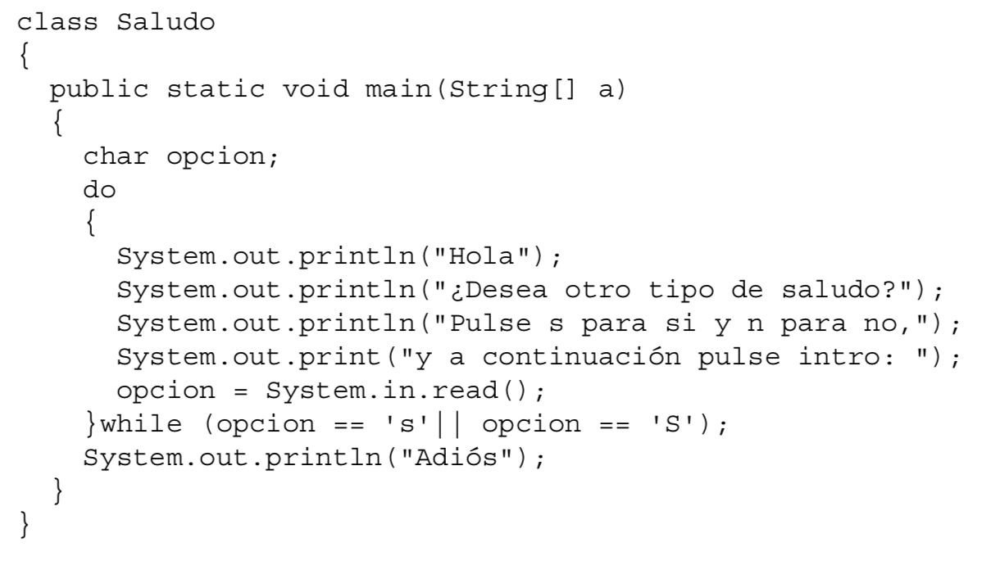 class Saludo
{
  public static void main(String[] a)
  {
    char opcion;
    do
    {
      System.out.println("Hola");
      System.out.println("¿Desea otro tipo de saludo?");
      System.out.println("Pulse s para si y n para no,");
      System.out.print("y a continuación pulse intro: ");
      opcion = System.in.read();
    }while (opcion == 's'|| opcion == 'S');
    System.out.println("Adiós");
  }
}